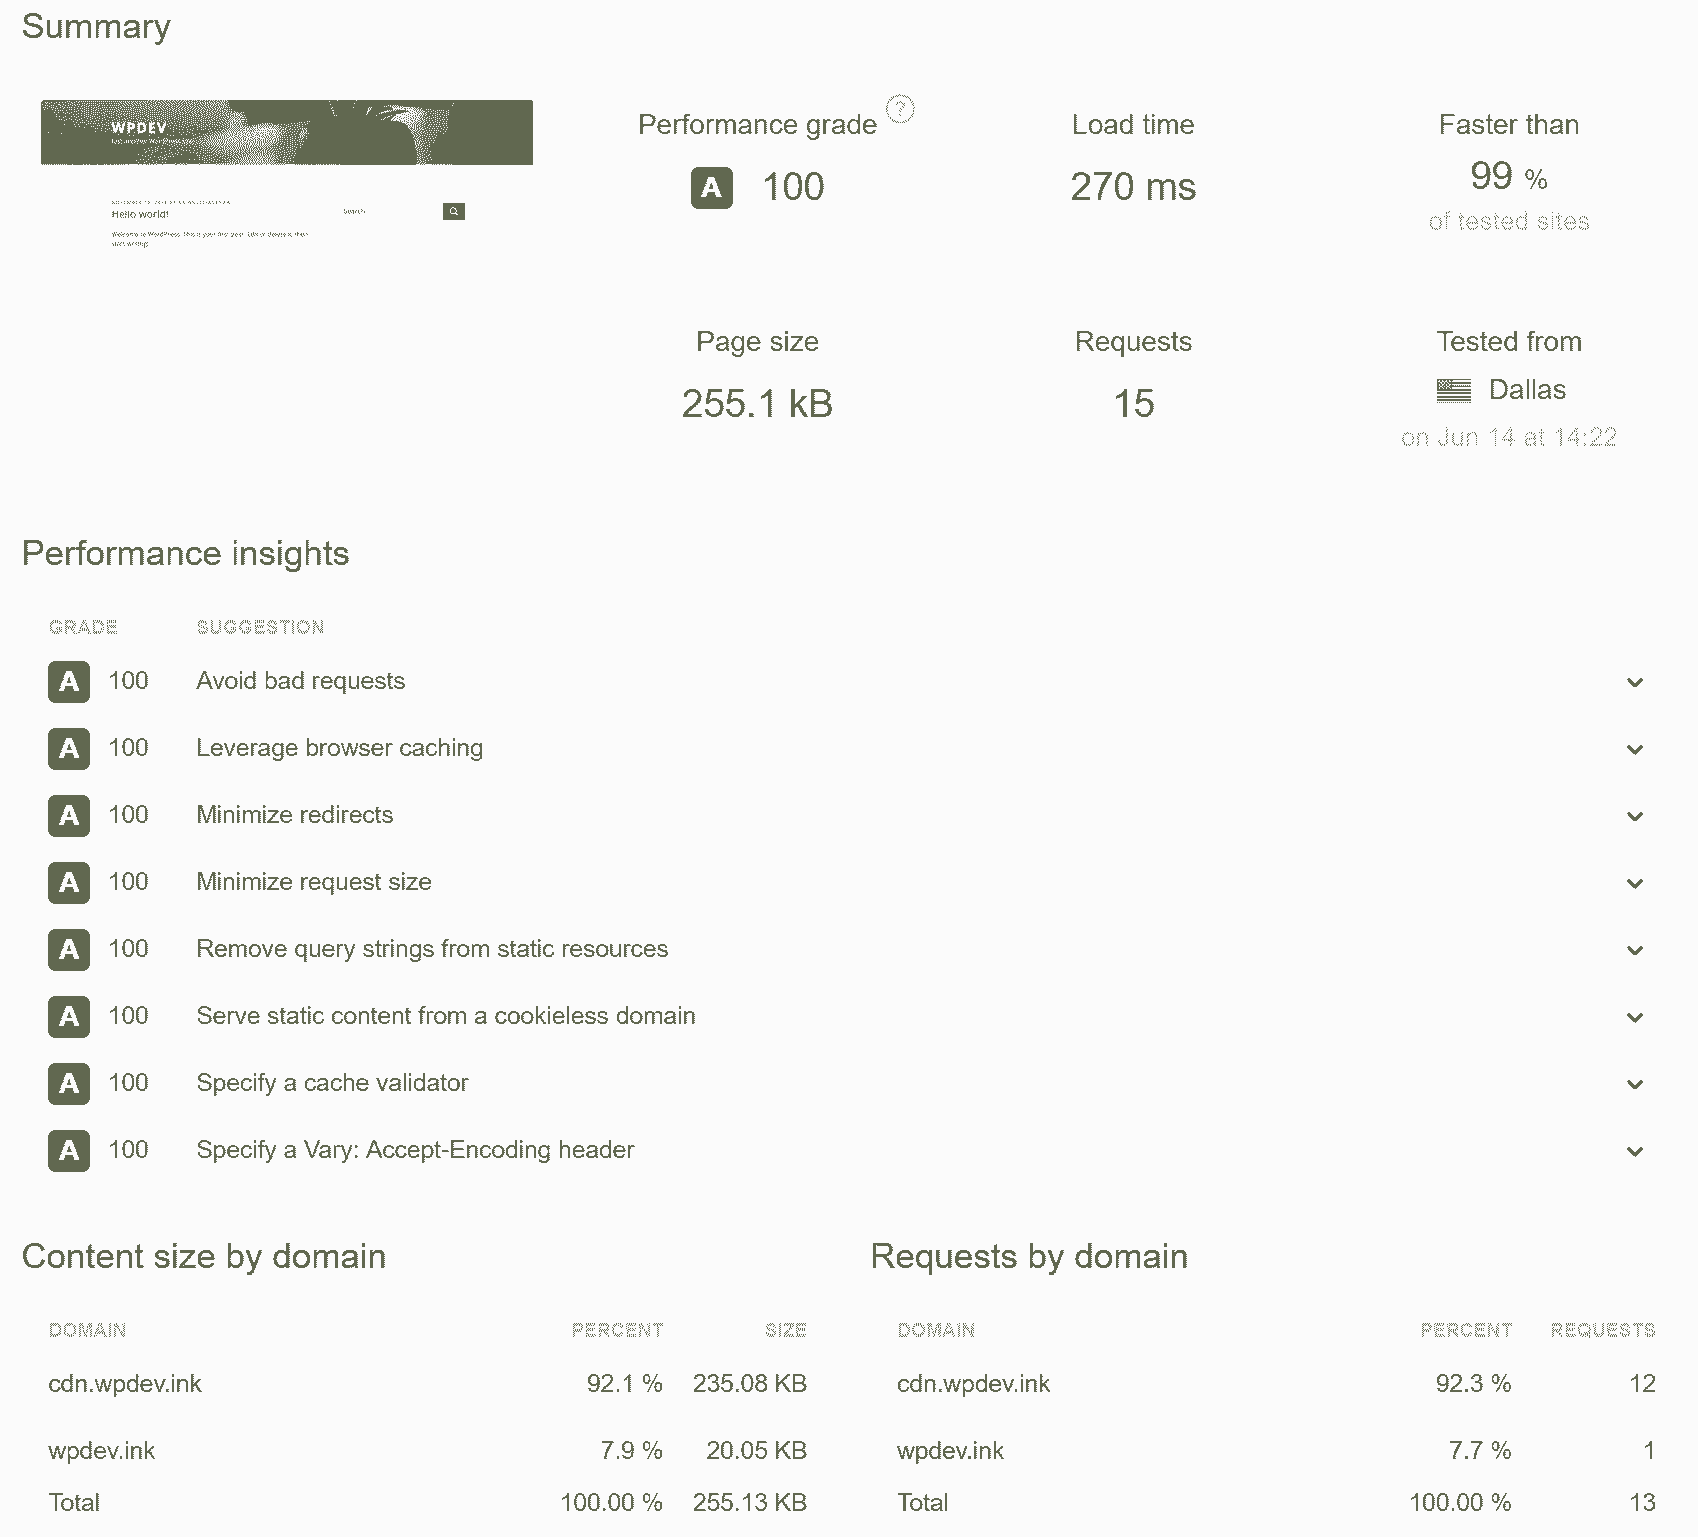 Summary
WPDEV
Just another WordPress site
Hello world!
Search
Performance grade ?
A 100
Load time
270 ms
Faster than
99 %
of tested sites
Page size
255.1 kB
Requests
15
Tested from
Dallas
on Jun 14 at 14:22
Performance insights
GRADE SUGGESTION
A 100 Avoid bad requests
A 100 Leverage browser caching
A 100 Minimize redirects
A 100 Minimize request size
A 100 Remove query strings from static resources
A 100 Serve static content from a cookieless domain
A 100 Specify a cache validator
A 100 Specify a Vary: Accept-Encoding header
Content size by domain
DOMAIN PERCENT SIZE
cdn.wpdev.ink 92.1 % 235.08 KB
wpdev.ink 7.9 % 20.05 KB
Total 100.00 % 255.13 KB
Requests by domain
DOMAIN PERCENT REQUESTS
cdn.wpdev.ink 92.3 % 12
wpdev.ink 7.7 % 1
Total 100.00 % 13